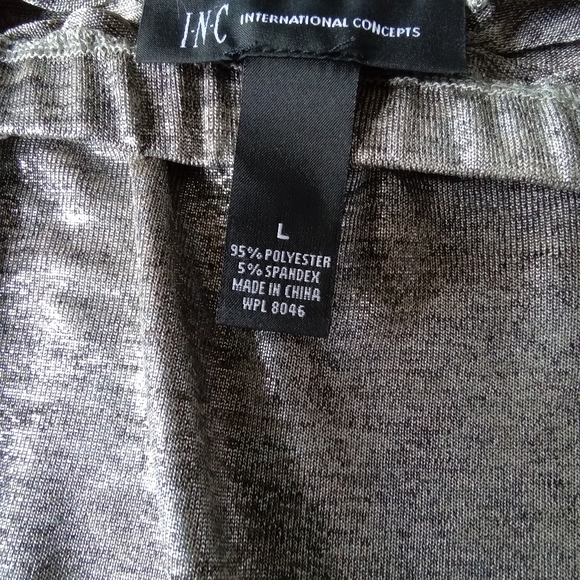 I.N.C INTERNATIONAL CONCEPTS
L
95% POLYESTER
5% SPANDEX
MADE IN CHINA
WPL 8046